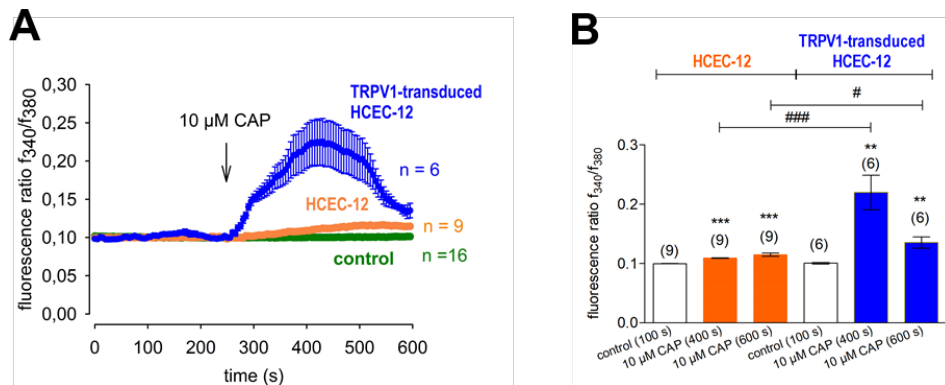 A
fluorescence ratio f340/f380
0,30
0,25
0,20
0,15
0,10
0,05
0,00
10 µM CAP
TRPV1-transduced
HCEC-12
n = 6
HCEC-12
n = 9
control
n =16
0 100 200 300 400 500 600
time (s)
B
TRPV1-transduced
HCEC-12
HCEC-12
#
###
fluorescence ratio f340/f380
0.3
0.2
0.1
0.0
(9)
***
(9)
***
(9)
(6)
**
(6)
**
(6)
control (100 s)
10 µM CAP (400 s)
10 µM CAP (600 s)
control (100 s)
10 µM CAP (400 s)
10 µM CAP (600 s)